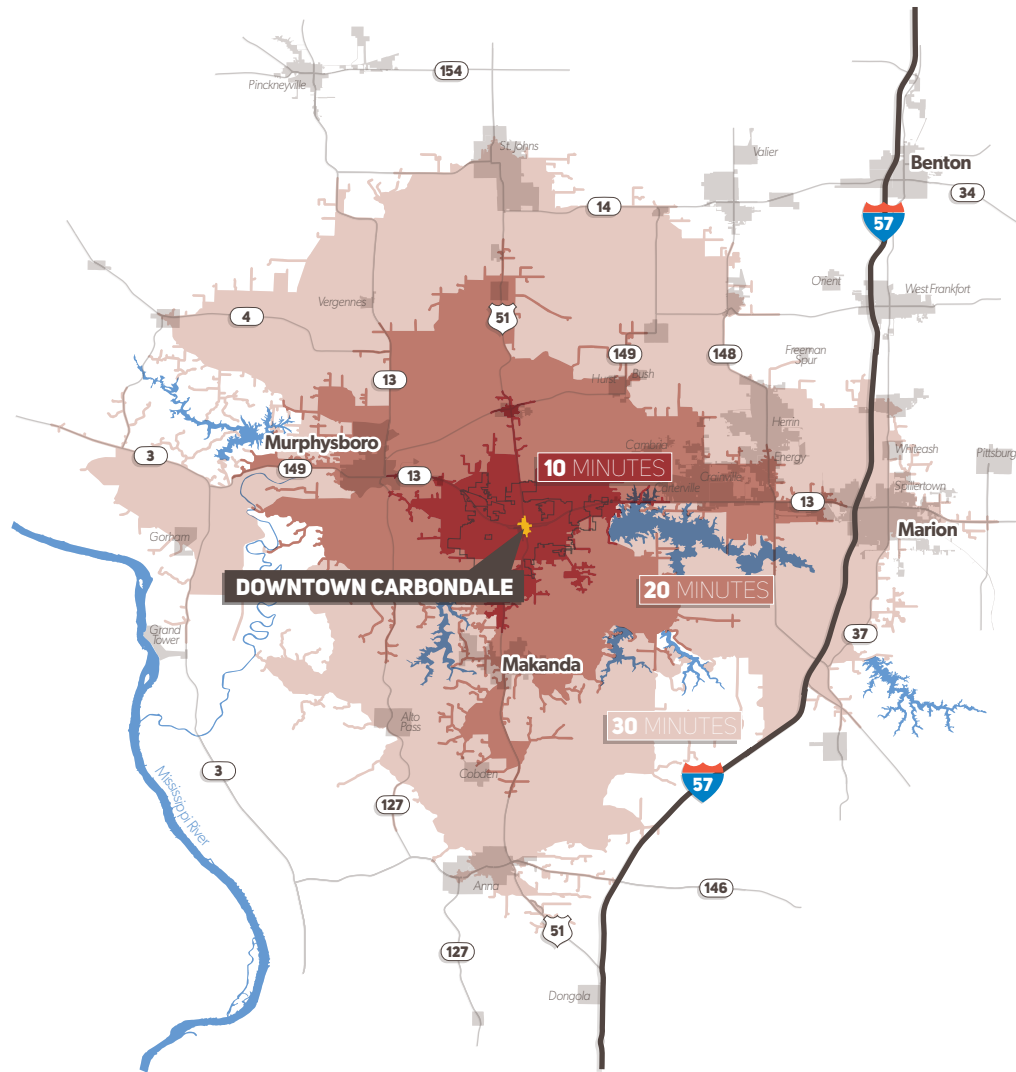 154
Pinckneyville
St. Johns
Valier
Benton
34
14
57
Orient
West Frankfort
Vergennes
4
51
149
148
Freeman
Spur
13
Hurst
Bush
Herrin
Murphysboro
Cambria
Energy
Whiteash
Pittsburg
3
149
13
10 MINUTES
Crainville
Carterville
Spillertown
13
Marion
Gorham
DOWNTOWN CARBONDALE
20 MINUTES
Grand
Tower
37
Makanda
Alto
Pass
30 MINUTES
3
Cobden
57
Mississippi River
127
Anna
146
51
127
Dongola